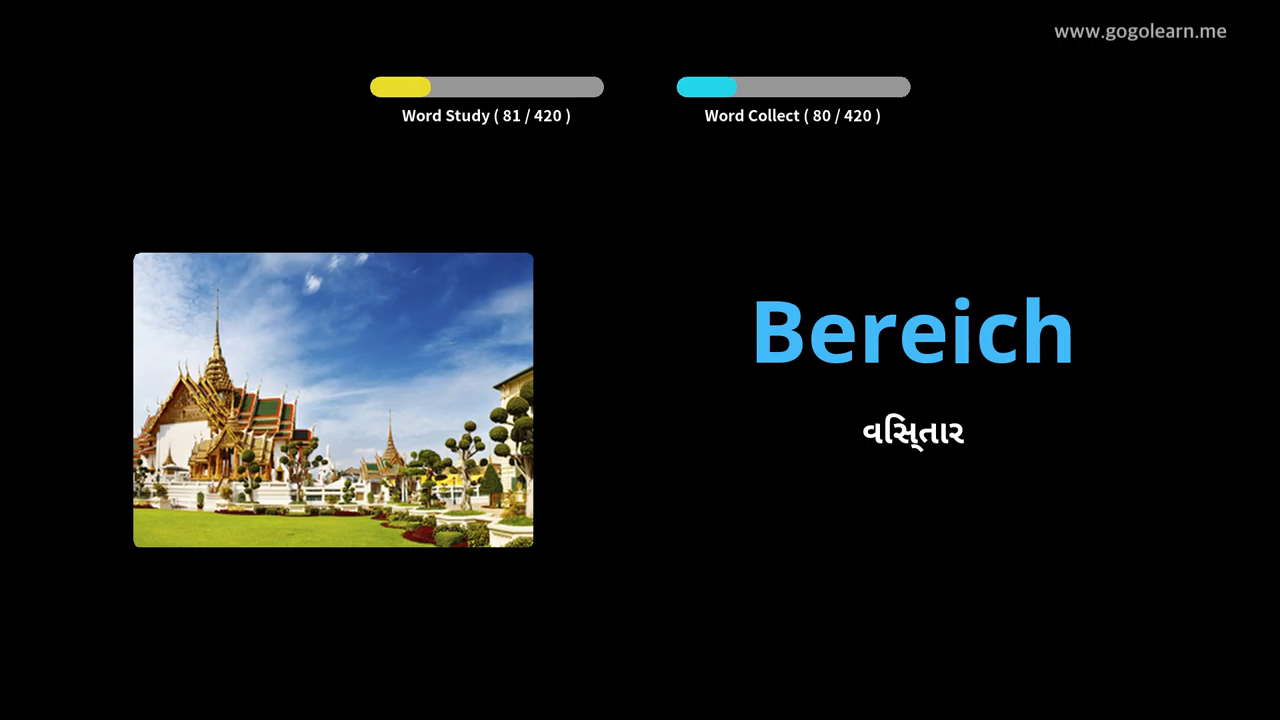 www.gogolearn.me
Word Study ( 81 / 420 )
Word Collect ( 80 / 420 )
Bereich
વિસ્તાર